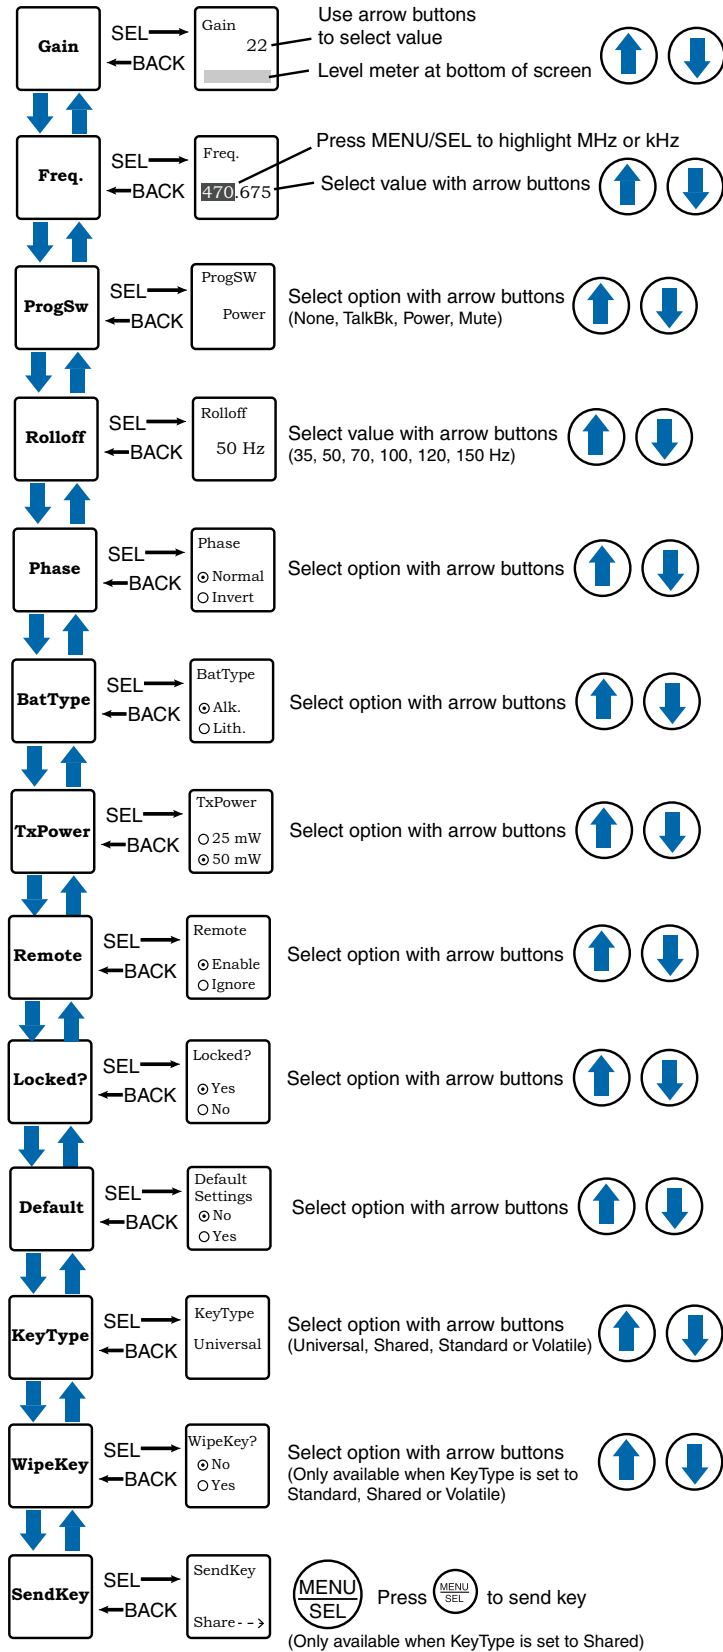 Gain
SEL
BACK
Gain
22
Use arrow buttons
to select value
Level meter at bottom of screen
Freq.
SEL
BACK
Freq.
470.675
Press MENU/SEL to highlight MHz or kHz
Select value with arrow buttons
ProgSw
SEL
BACK
ProgSW
Power
Select option with arrow buttons
(None, TalkBk, Power, Mute)
Rolloff
SEL
BACK
Rolloff
50 Hz
Select value with arrow buttons
(35, 50, 70, 100, 120, 150 Hz)
Phase
SEL
BACK
Phase
Normal
Invert
Select option with arrow buttons
BatType
SEL
BACK
BatType
Alk.
Lith.
Select option with arrow buttons
TxPower
SEL
BACK
TxPower
25 mW
50 mW
Select option with arrow buttons
Remote
SEL
BACK
Remote
Enable
Ignore
Select option with arrow buttons
Locked?
SEL
BACK
Locked?
Yes
No
Select option with arrow buttons
Default
SEL
BACK
Default
Settings
No
Yes
Select option with arrow buttons
KeyType
SEL
BACK
KeyType
Universal
Select option with arrow buttons
(Universal, Shared, Standard or Volatile)
WipeKey
SEL
BACK
WipeKey?
No
Yes
Select option with arrow buttons
(Only available when KeyType is set to
Standard, Shared or Volatile)
SendKey
SEL
BACK
SendKey
Share-->
MENU
SEL
Press MENU SEL to send key
(Only available when KeyType is set to Shared)